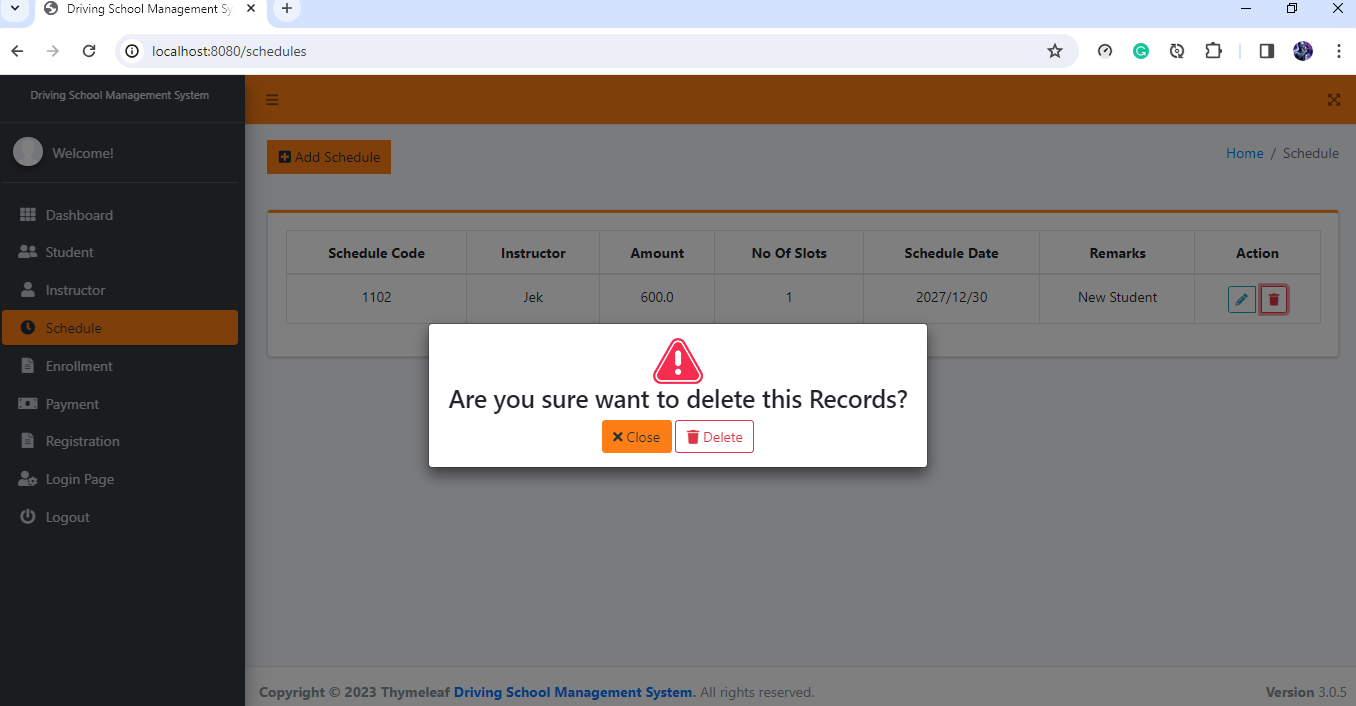 Driving School Management Sy
localhost:8080/schedules
Driving School Management System
Welcome!
Dashboard
Student
Instructor
Schedule
Enrollment
Payment
Registration
Login Page
Logout
Add Schedule
Home / Schedule
Schedule Code Instructor Amount No Of Slots Schedule Date Remarks Action
1102 Jek 600.0 1 2027/12/30 New Student
Are you sure want to delete this Records?
Close Delete
Copyright © 2023 Thymeleaf Driving School Management System. All rights reserved.
Version 3.0.5